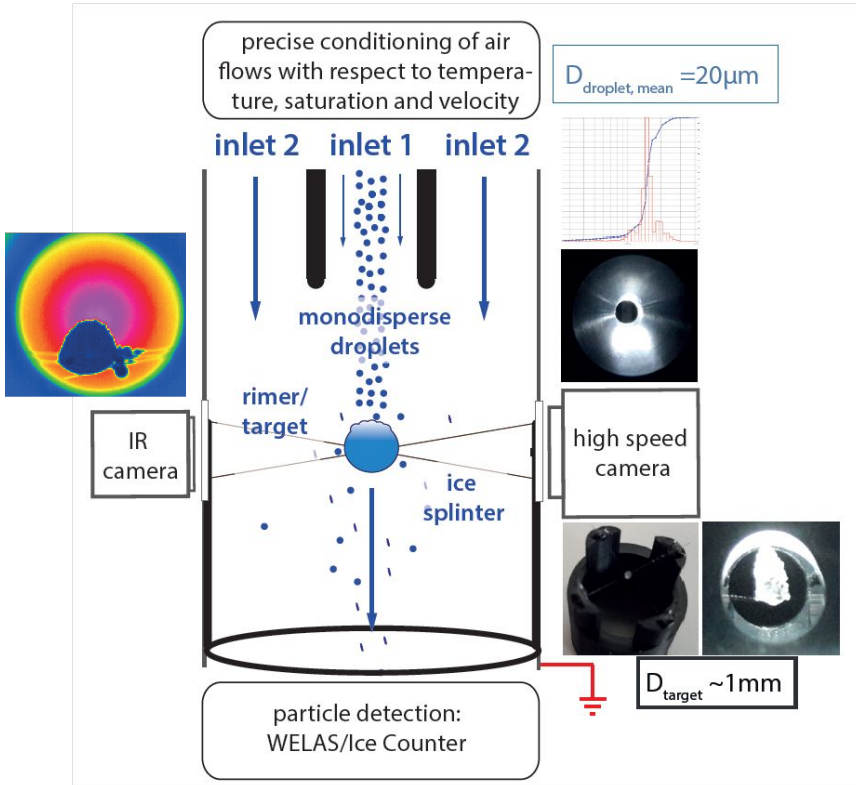 precise conditioning of air
flows with respect to tempera-
ture, saturation and velocity
D droplet, mean =20µm
inlet 2 inlet 1 inlet 2
monodisperse
droplets
rimer/
target
IR
camera
high speed
camera
ice
splinter
D target ~1mm
particle detection:
WELAS/Ice Counter